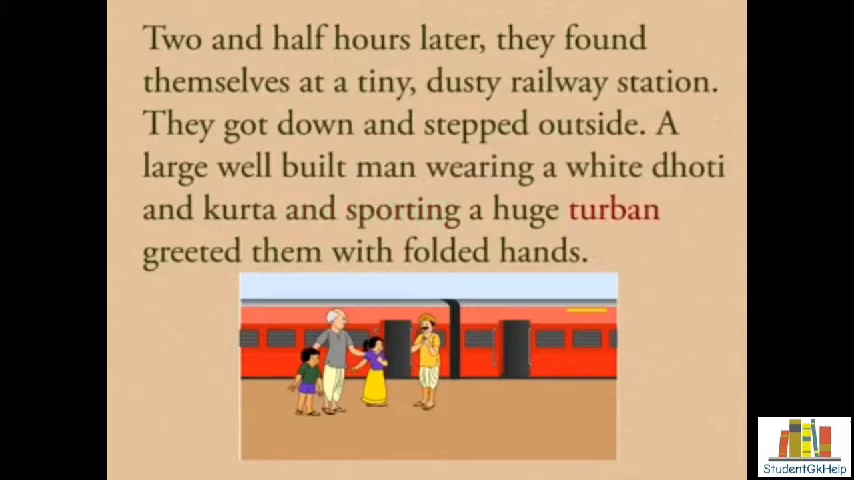 Two and half hours later, they found
themselves at a tiny, dusty railway station.
They got down and stepped outside. A
large well built man wearing a white dhoti
and kurta and sporting a huge turban
greeted them with folded hands.
StudentGkHelp